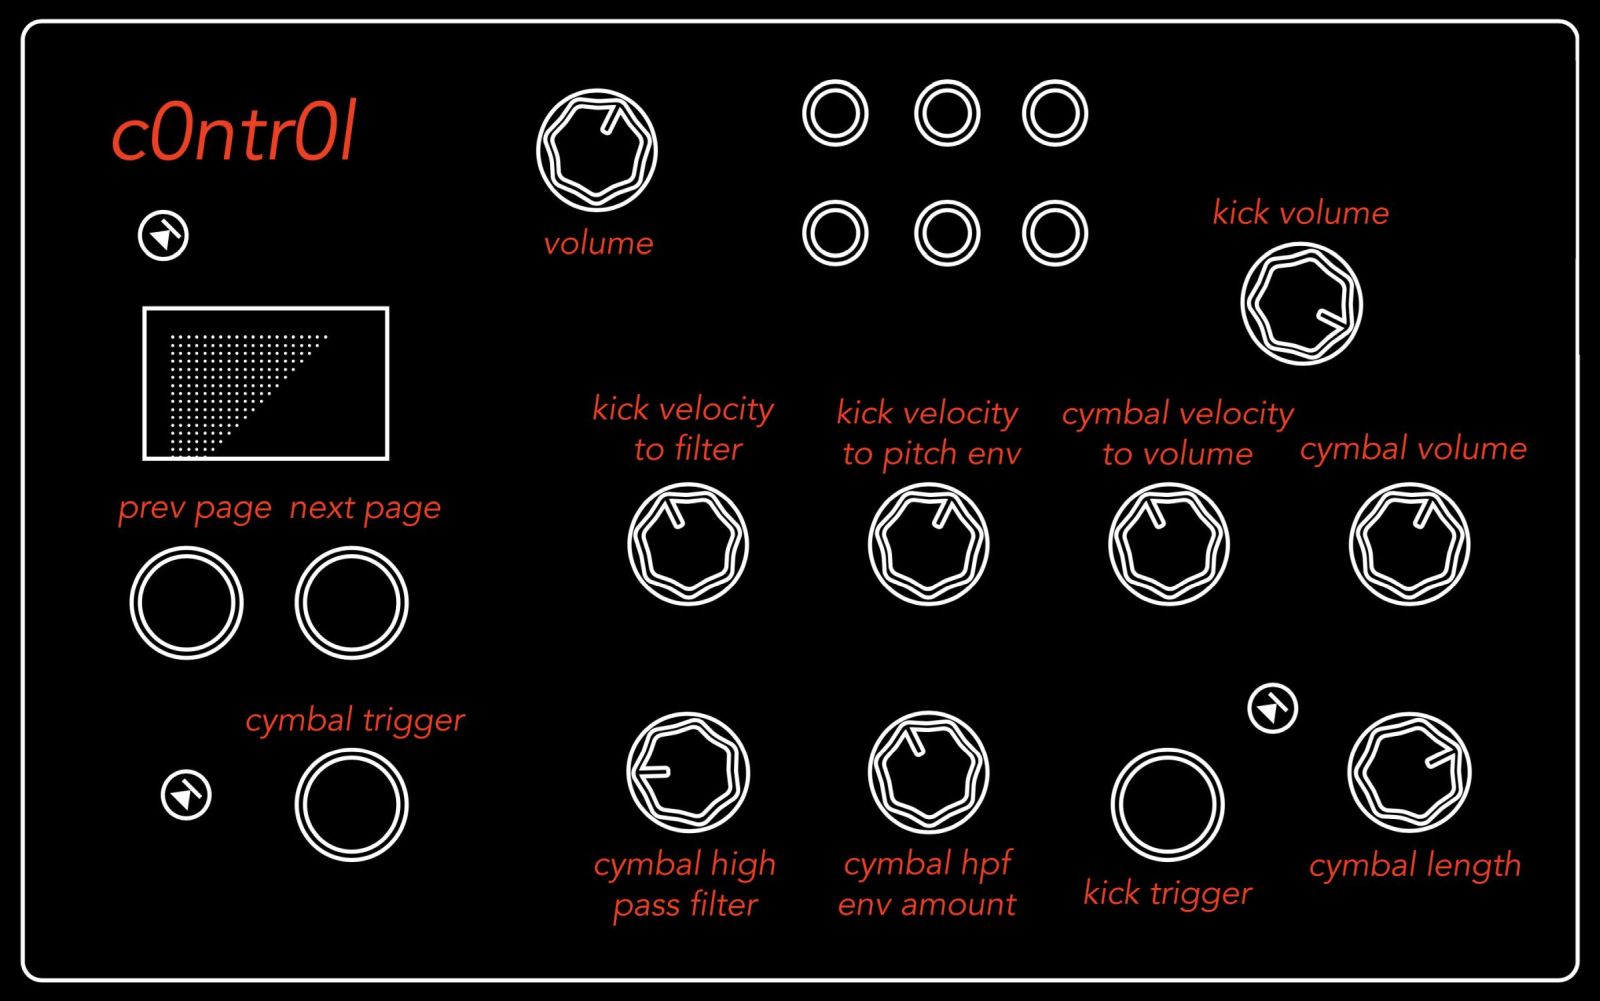 c0ntr0l
volume
kick volume
kick velocity
to filter
kick velocity
to pitch env
cymbal velocity
to volume
cymbal volume
prev page
next page
cymbal trigger
cymbal high
pass filter
cymbal hpf
env amount
kick trigger
cymbal length